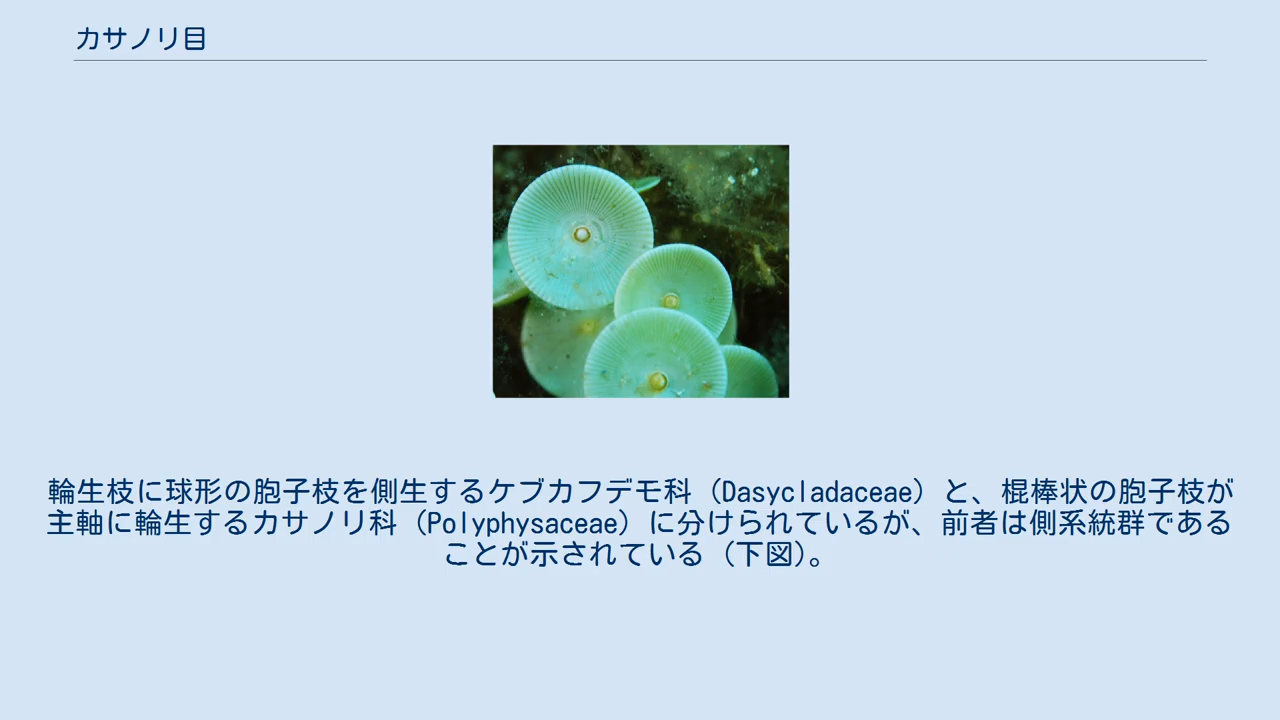 カサノリ目
輪生枝に球形の胞子枝を側生するケブカフデモ科（Dasycladaceae）と、棍棒状の胞子枝が
主軸に輪生するカサノリ科（Polyphysaceae）に分けられているが、前者は側系統群である
ことが示されている（下図）。